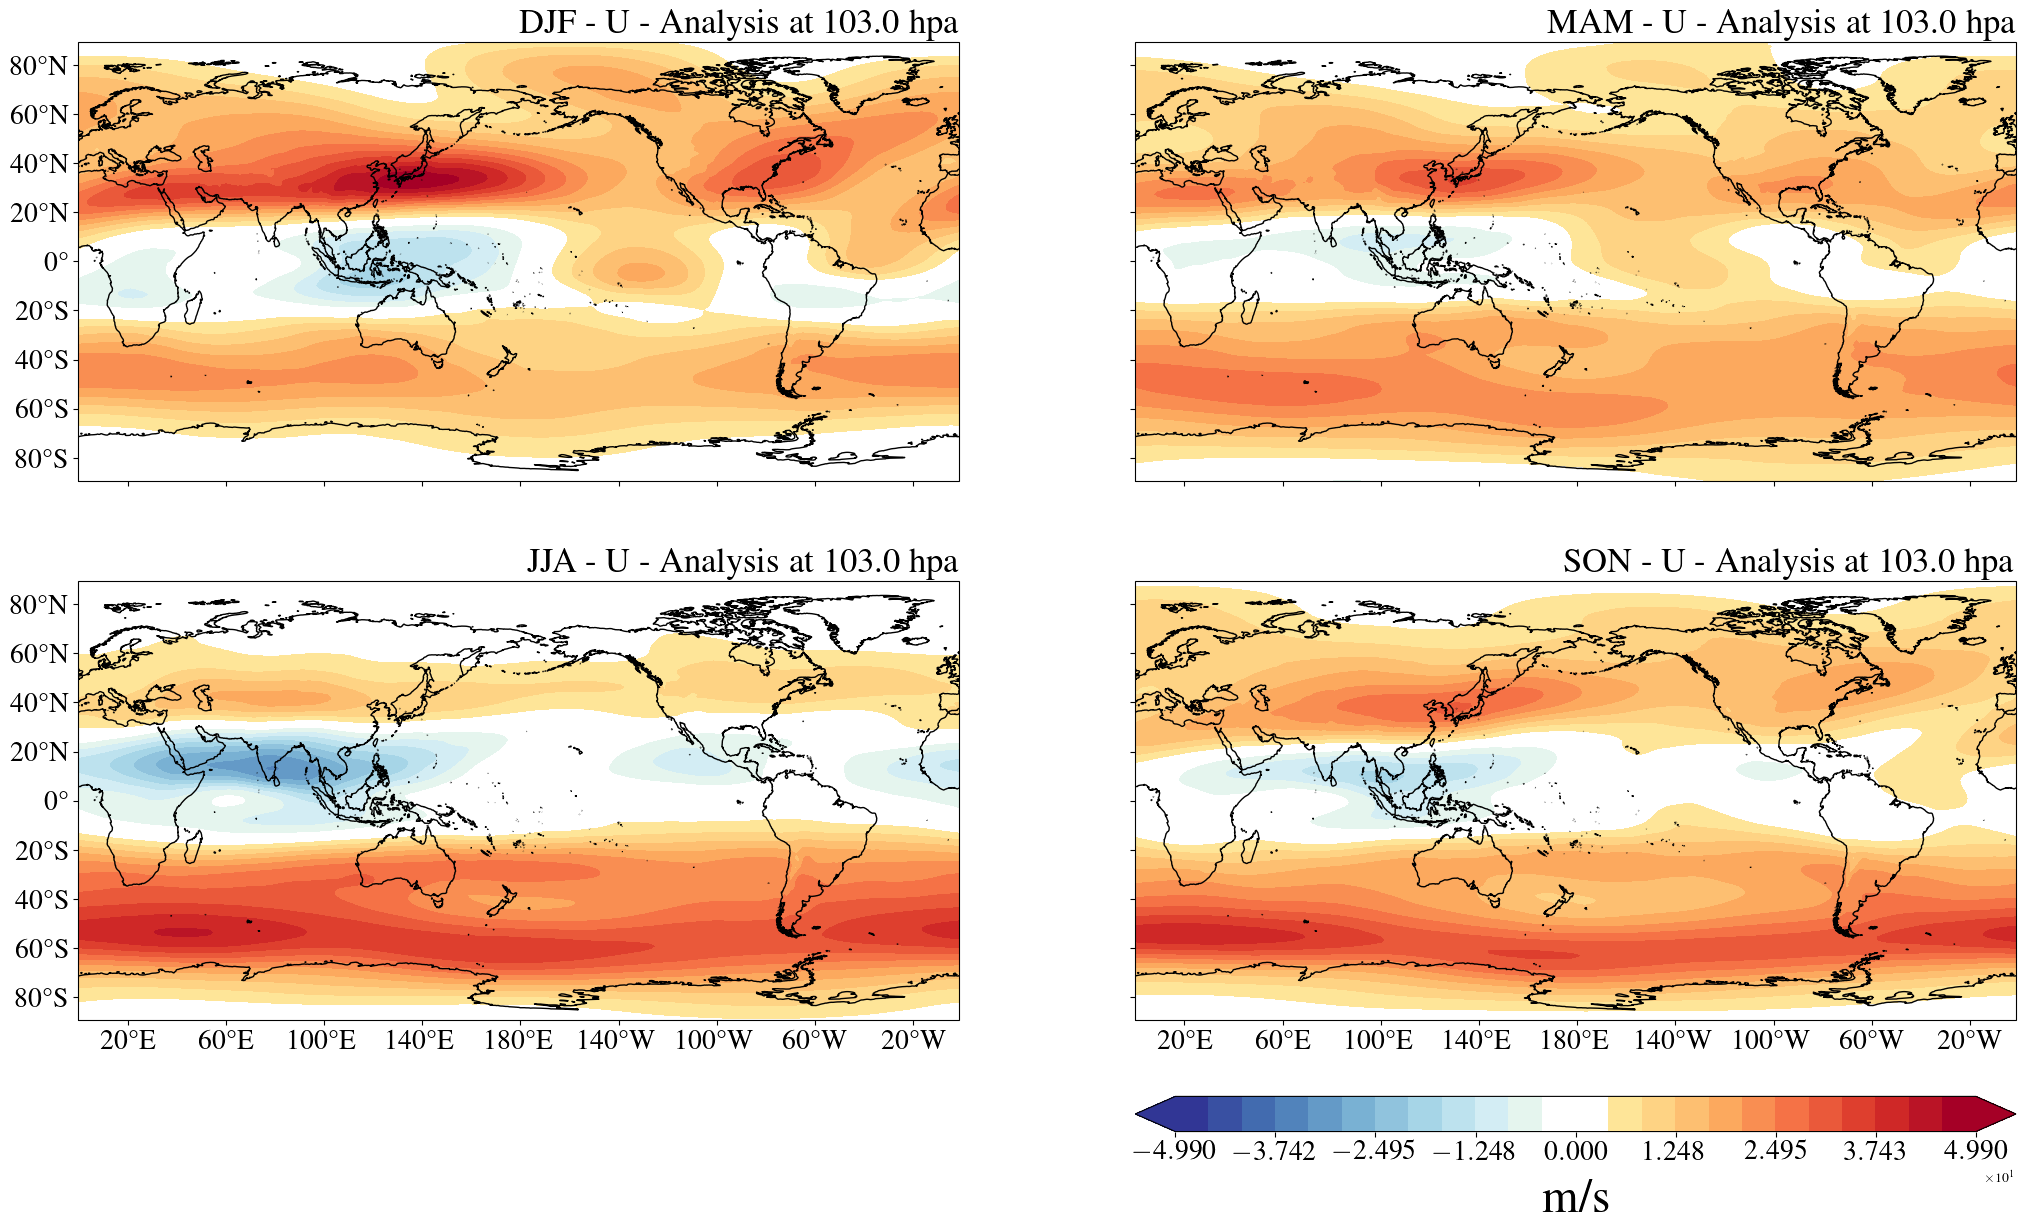 DJF - U - Analysis at 103.0 hpa
MAM - U - Analysis at 103.0 hpa
80°N
60°N
40°N
20°N
0°
20°S
40°S
60°S
80°S
JJA - U - Analysis at 103.0 hpa
SON - U - Analysis at 103.0 hpa
80°N
60°N
40°N
20°N
0°
20°S
40°S
60°S
80°S
20°E 60°E 100°E 140°E 180°E 140°W 100°W 60°W 20°W
20°E 60°E 100°E 140°E 180°E 140°W 100°W 60°W 20°W
−4.990 −3.742 −2.495 −1.248 0.000 1.248 2.495 3.743 4.990
×10¹
m/s